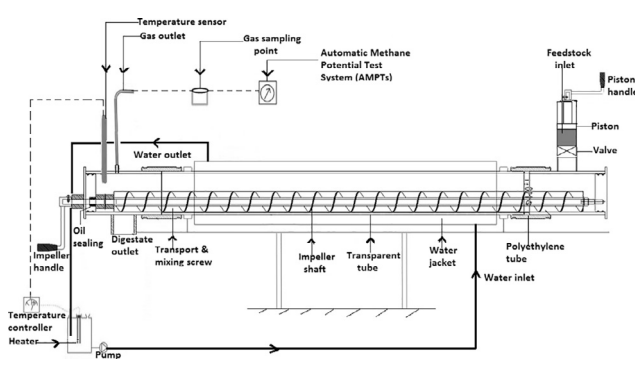 Temperature sensor
Gas outlet
Gas sampling
point
Automatic Methane
Potential Test
System (AMPTs)
Feedstock
inlet
Piston
handle
Piston
Valve
Water outlet
Oil
sealing
Impeller
handle
Digestate
outlet
Transport &
mixing screw
Impeller
shaft
Transparent
tube
Water
jacket
Polyethylene
tube
Water inlet
Temperature
controller
Heater
Pump